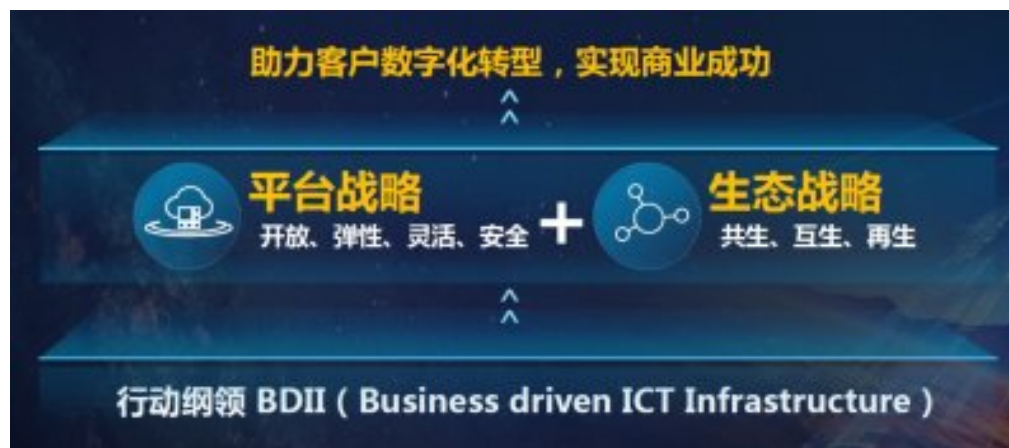 助力客户数字化转型，实现商业成功
平台战略
开放、弹性、灵活、安全
+
生态战略
共生、互生、再生
行动纲领 BDII（Business driven ICT Infrastructure）